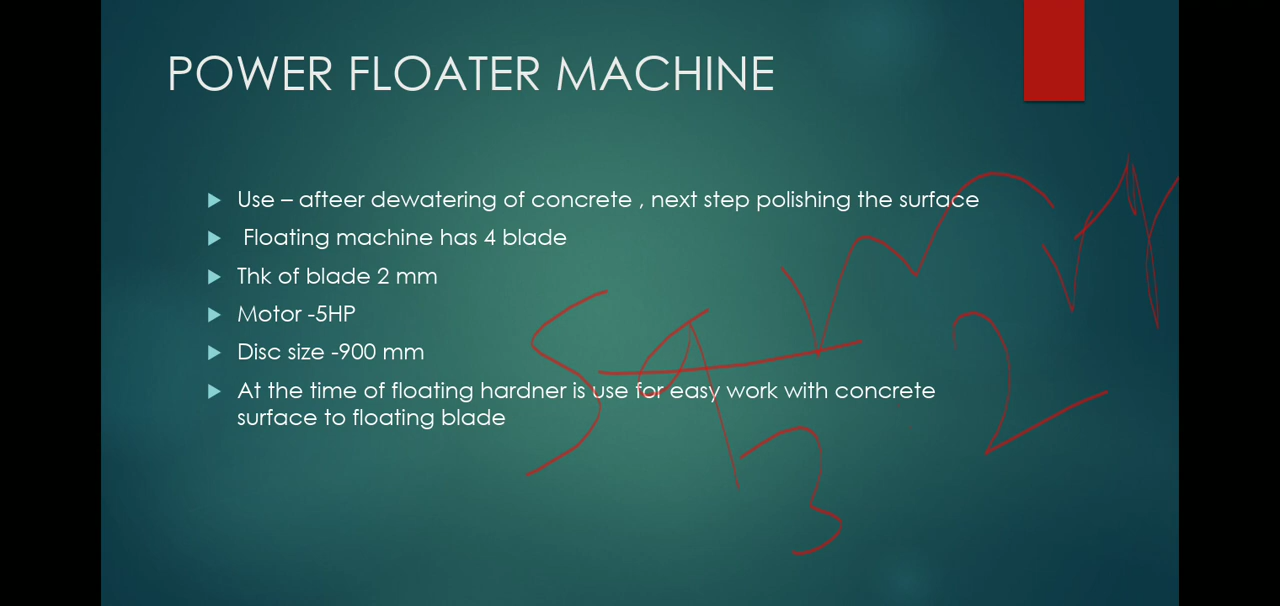 POWER FLOATER MACHINE
Use – afteer dewatering of concrete , next step polishing the surface
Floating machine has 4 blade
Thk of blade 2 mm
Motor -5HP
Disc size -900 mm
At the time of floating hardner is use for easy work with concrete
surface to floating blade
2
3